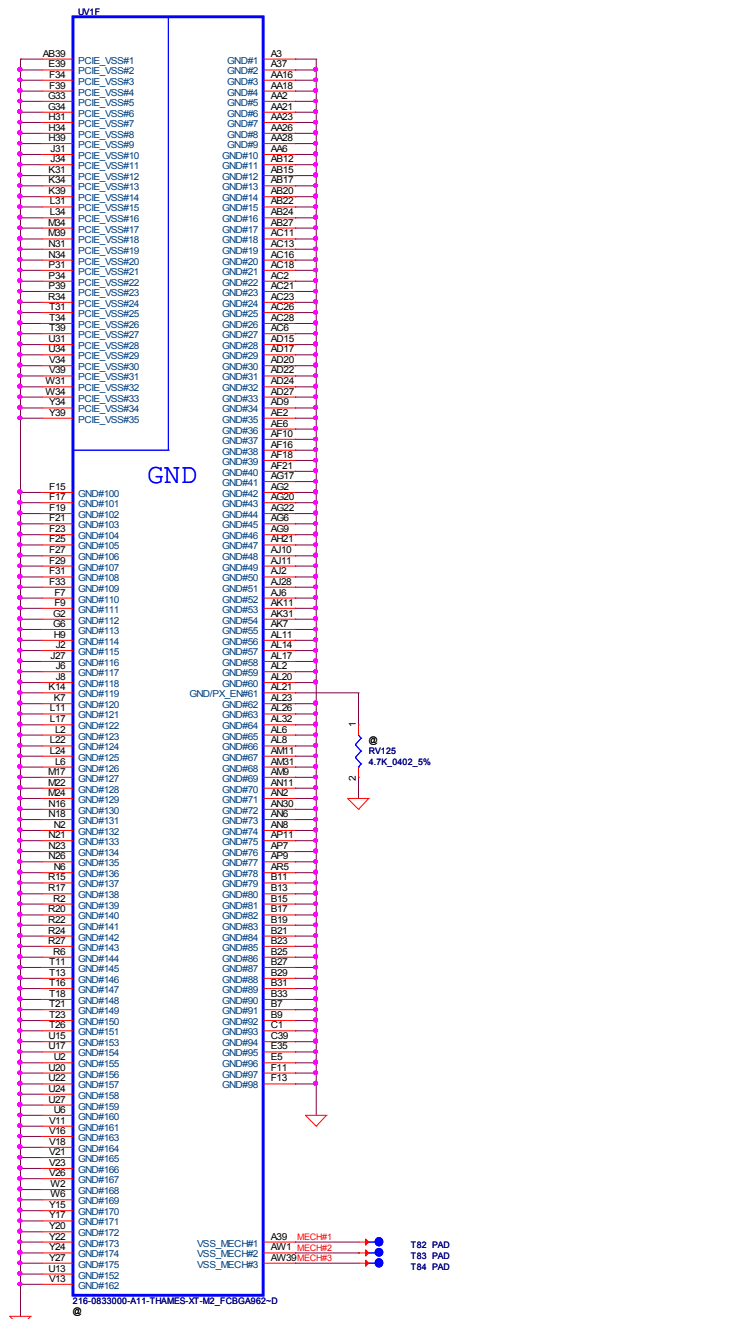 UV1F
AB39 PCIE_VSS#1
E39 PCIE_VSS#2
F34 PCIE_VSS#3
F39 PCIE_VSS#4
G33 PCIE_VSS#5
G34 PCIE_VSS#6
H31 PCIE_VSS#7
H34 PCIE_VSS#8
H39 PCIE_VSS#9
J31 PCIE_VSS#10
J34 PCIE_VSS#11
K31 PCIE_VSS#12
K34 PCIE_VSS#13
K39 PCIE_VSS#14
L31 PCIE_VSS#15
L34 PCIE_VSS#16
M34 PCIE_VSS#17
M39 PCIE_VSS#18
N31 PCIE_VSS#19
N34 PCIE_VSS#20
P31 PCIE_VSS#21
P34 PCIE_VSS#22
P39 PCIE_VSS#23
R34 PCIE_VSS#24
T31 PCIE_VSS#25
T34 PCIE_VSS#26
T39 PCIE_VSS#27
U31 PCIE_VSS#28
U34 PCIE_VSS#29
V34 PCIE_VSS#30
V39 PCIE_VSS#31
W31 PCIE_VSS#32
W34 PCIE_VSS#33
Y34 PCIE_VSS#34
Y39 PCIE_VSS#35
GND
F15 GND#100
F17 GND#101
F19 GND#102
F21 GND#103
F23 GND#104
F25 GND#105
F27 GND#106
F29 GND#107
F31 GND#108
F33 GND#109
F7 GND#110
F9 GND#111
G2 GND#112
G6 GND#113
H9 GND#114
J2 GND#115
J27 GND#116
J6 GND#117
J8 GND#118
K14 GND#119
K7 GND#120
L11 GND#121
L17 GND#122
L2 GND#123
L22 GND#124
L24 GND#125
L6 GND#126
M17 GND#127
M22 GND#128
M24 GND#129
N16 GND#130
N18 GND#131
N2 GND#132
N21 GND#133
N23 GND#134
N26 GND#135
N6 GND#136
R15 GND#137
R17 GND#138
R2 GND#139
R20 GND#140
R22 GND#141
R24 GND#142
R27 GND#143
R6 GND#144
T11 GND#145
T13 GND#146
T16 GND#147
T18 GND#148
T21 GND#149
T23 GND#150
T26 GND#151
U15 GND#153
U17 GND#154
U2 GND#155
U20 GND#156
U22 GND#157
U24 GND#158
U27 GND#159
U6 GND#160
V11 GND#161
V16 GND#163
V18 GND#164
V21 GND#165
V23 GND#166
V26 GND#167
W2 GND#168
W6 GND#169
Y15 GND#170
Y17 GND#171
Y20 GND#172
Y22 GND#173
Y24 GND#174
Y27 GND#175
U13 GND#152
V13 GND#162
GND#1 A3
GND#2 A37
GND#3 AA16
GND#4 AA18
GND#5 AA2
GND#6 AA21
GND#7 AA23
GND#8 AA26
GND#9 AA28
GND#10 AA6
GND#11 AB12
GND#12 AB15
GND#13 AB17
GND#14 AB20
GND#15 AB22
GND#16 AB24
GND#17 AB27
GND#18 AC11
GND#19 AC13
GND#20 AC16
GND#21 AC18
GND#22 AC2
GND#23 AC21
GND#24 AC23
GND#25 AC26
GND#26 AC28
GND#27 AC6
GND#28 AD15
GND#29 AD17
GND#30 AD20
GND#31 AD22
GND#32 AD24
GND#33 AD27
GND#34 AD9
GND#35 AE2
GND#36 AE6
GND#37 AF10
GND#38 AF16
GND#39 AF18
GND#40 AF21
GND#41 AG17
GND#42 AG2
GND#43 AG20
GND#44 AG22
GND#45 AG6
GND#46 AG9
GND#47 AH21
GND#48 AJ10
GND#49 AJ11
GND#50 AJ2
GND#51 AJ28
GND#52 AJ6
GND#53 AK11
GND#54 AK31
GND#55 AK7
GND#56 AL11
GND#57 AL14
GND#58 AL17
GND#59 AL2
GND#60 AL20
GND/PX_EN#61 AL21
GND#62 AL23
GND#63 AL26
GND#64 AL32
GND#65 AL6
GND#66 AL8
GND#67 AM11
GND#68 AM31
GND#69 AM9
GND#70 AN11
GND#71 AN2
GND#72 AN30
GND#73 AN6
GND#74 AN8
GND#75 AP11
GND#76 AP7
GND#77 AP9
GND#78 AR5
GND#79 B11
GND#80 B13
GND#81 B15
GND#82 B17
GND#83 B19
GND#84 B21
GND#85 B23
GND#86 B25
GND#87 B27
GND#88 B29
GND#89 B31
GND#90 B33
GND#91 B7
GND#92 B9
GND#93 C1
GND#94 C39
GND#95 E35
GND#96 E5
GND#97 F11
GND#98 F13
1
@
RV125
4.7K_0402_5%
2
VSS_MECH#1 A39 MECH#1 T82 PAD
VSS_MECH#2 AW1 MECH#2 T83 PAD
VSS_MECH#3 AW39 MECH#3 T84 PAD
216-0833000-A11-THAMES-XT-M2_FCBGA962~D
@